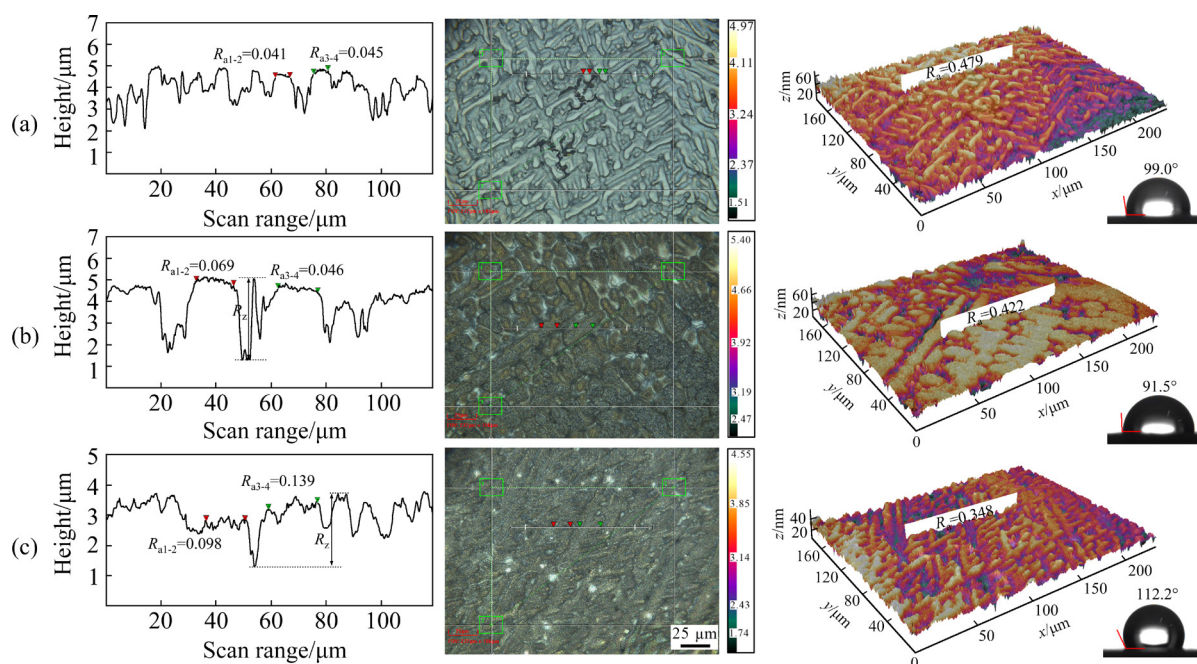 (a)
Height/μm
7
6
5
4
3
2
1
Ra1-2=0.041
Ra3-4=0.045
20 40 60 80 100
Scan range/μm
4.97
4.11
3.24
2.37
1.51
z/nm
60
20
160
120
80
40
y/μm
0
50
100
150
200
x/μm
Ra=0.479
99.0°
(b)
Height/μm
7
6
5
4
3
2
1
Ra1-2=0.069
Ra3-4=0.046
Rz
20 40 60 80 100
Scan range/μm
5.40
4.66
3.92
3.19
2.47
z/nm
60
20
160
120
80
40
y/μm
0
50
100
150
200
x/μm
Ra=0.422
91.5°
(c)
Height/μm
5
4
3
2
1
Ra3-4=0.139
Ra1-2=0.098
Rz
20 40 60 80 100
Scan range/μm
25 μm
4.55
3.84
3.14
2.43
1.74
z/nm
40
20
160
120
80
40
y/μm
0
50
100
150
200
x/μm
Ra=0.348
112.2°